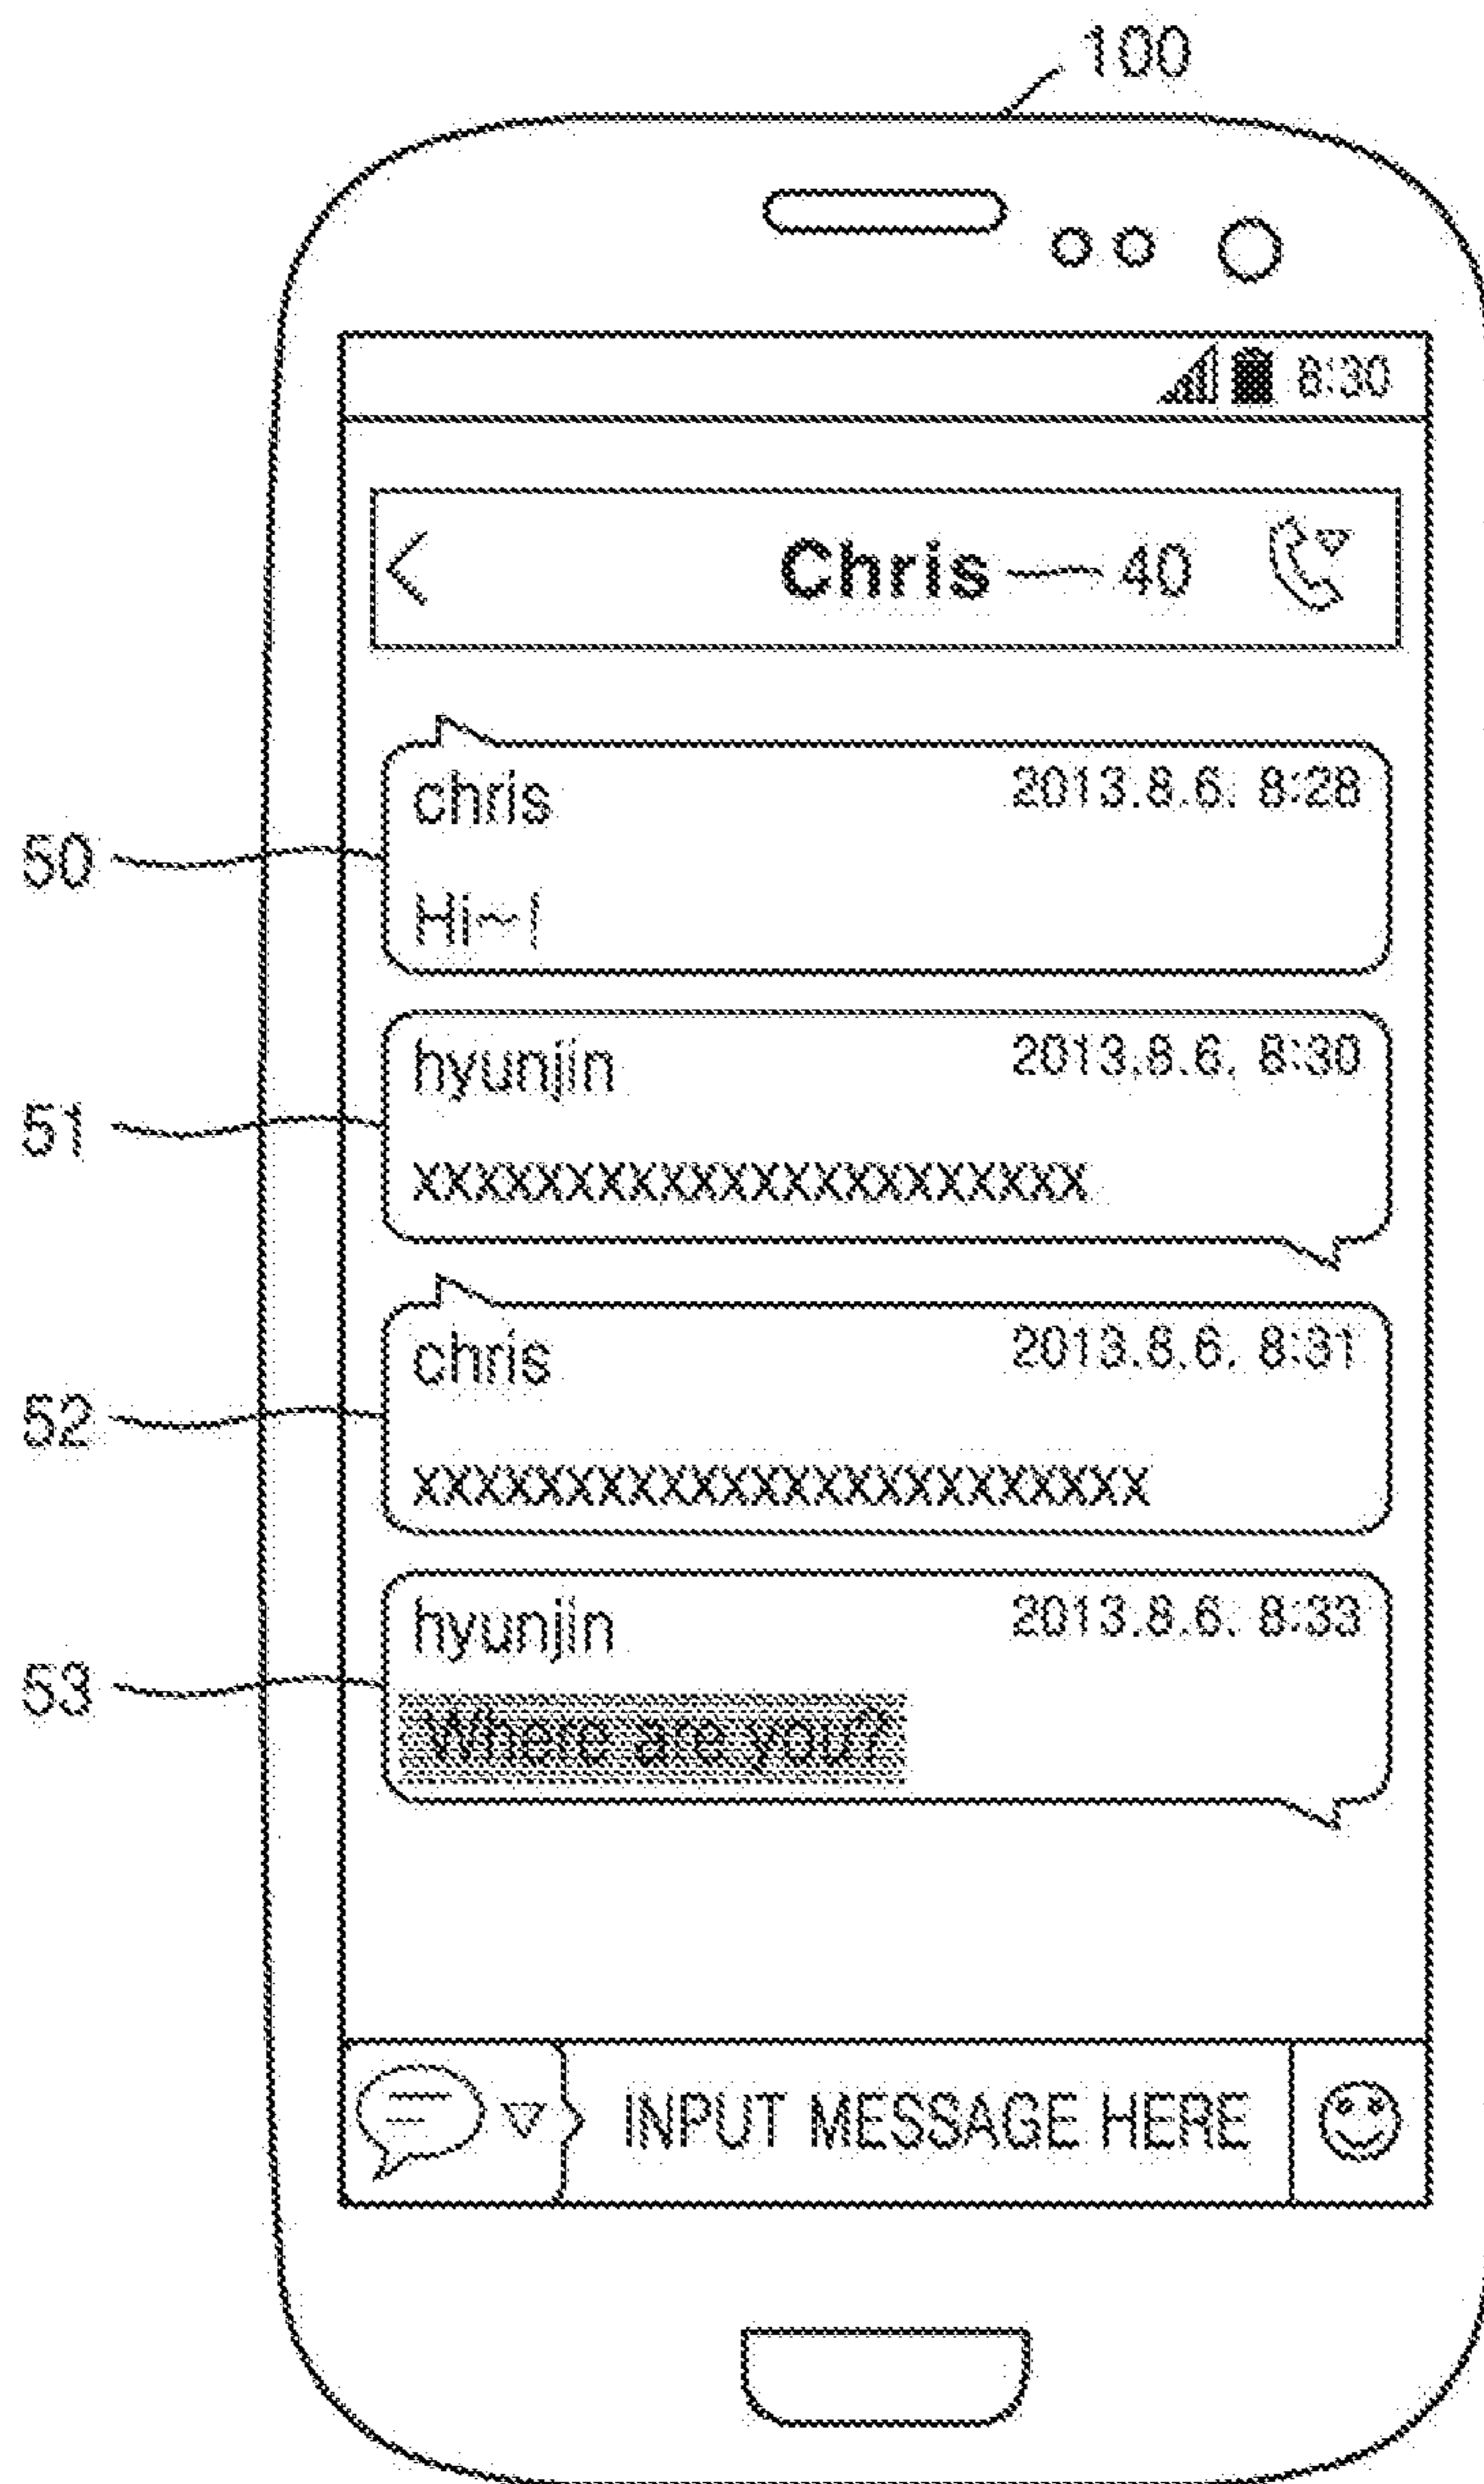 100
8:30
Chris 40
chris 2013.8.6. 8:28
50
Hi~!
hyunjin 2013.8.6. 8:30
51
XXXXXXXXXXXXXXXXXXXXXX
chris 2013.8.6. 8:31
52
XXXXXXXXXXXXXXXXXXXXXXXX
hyunjin 2013.8.6. 8:33
53
Where are you?
INPUT MESSAGE HERE